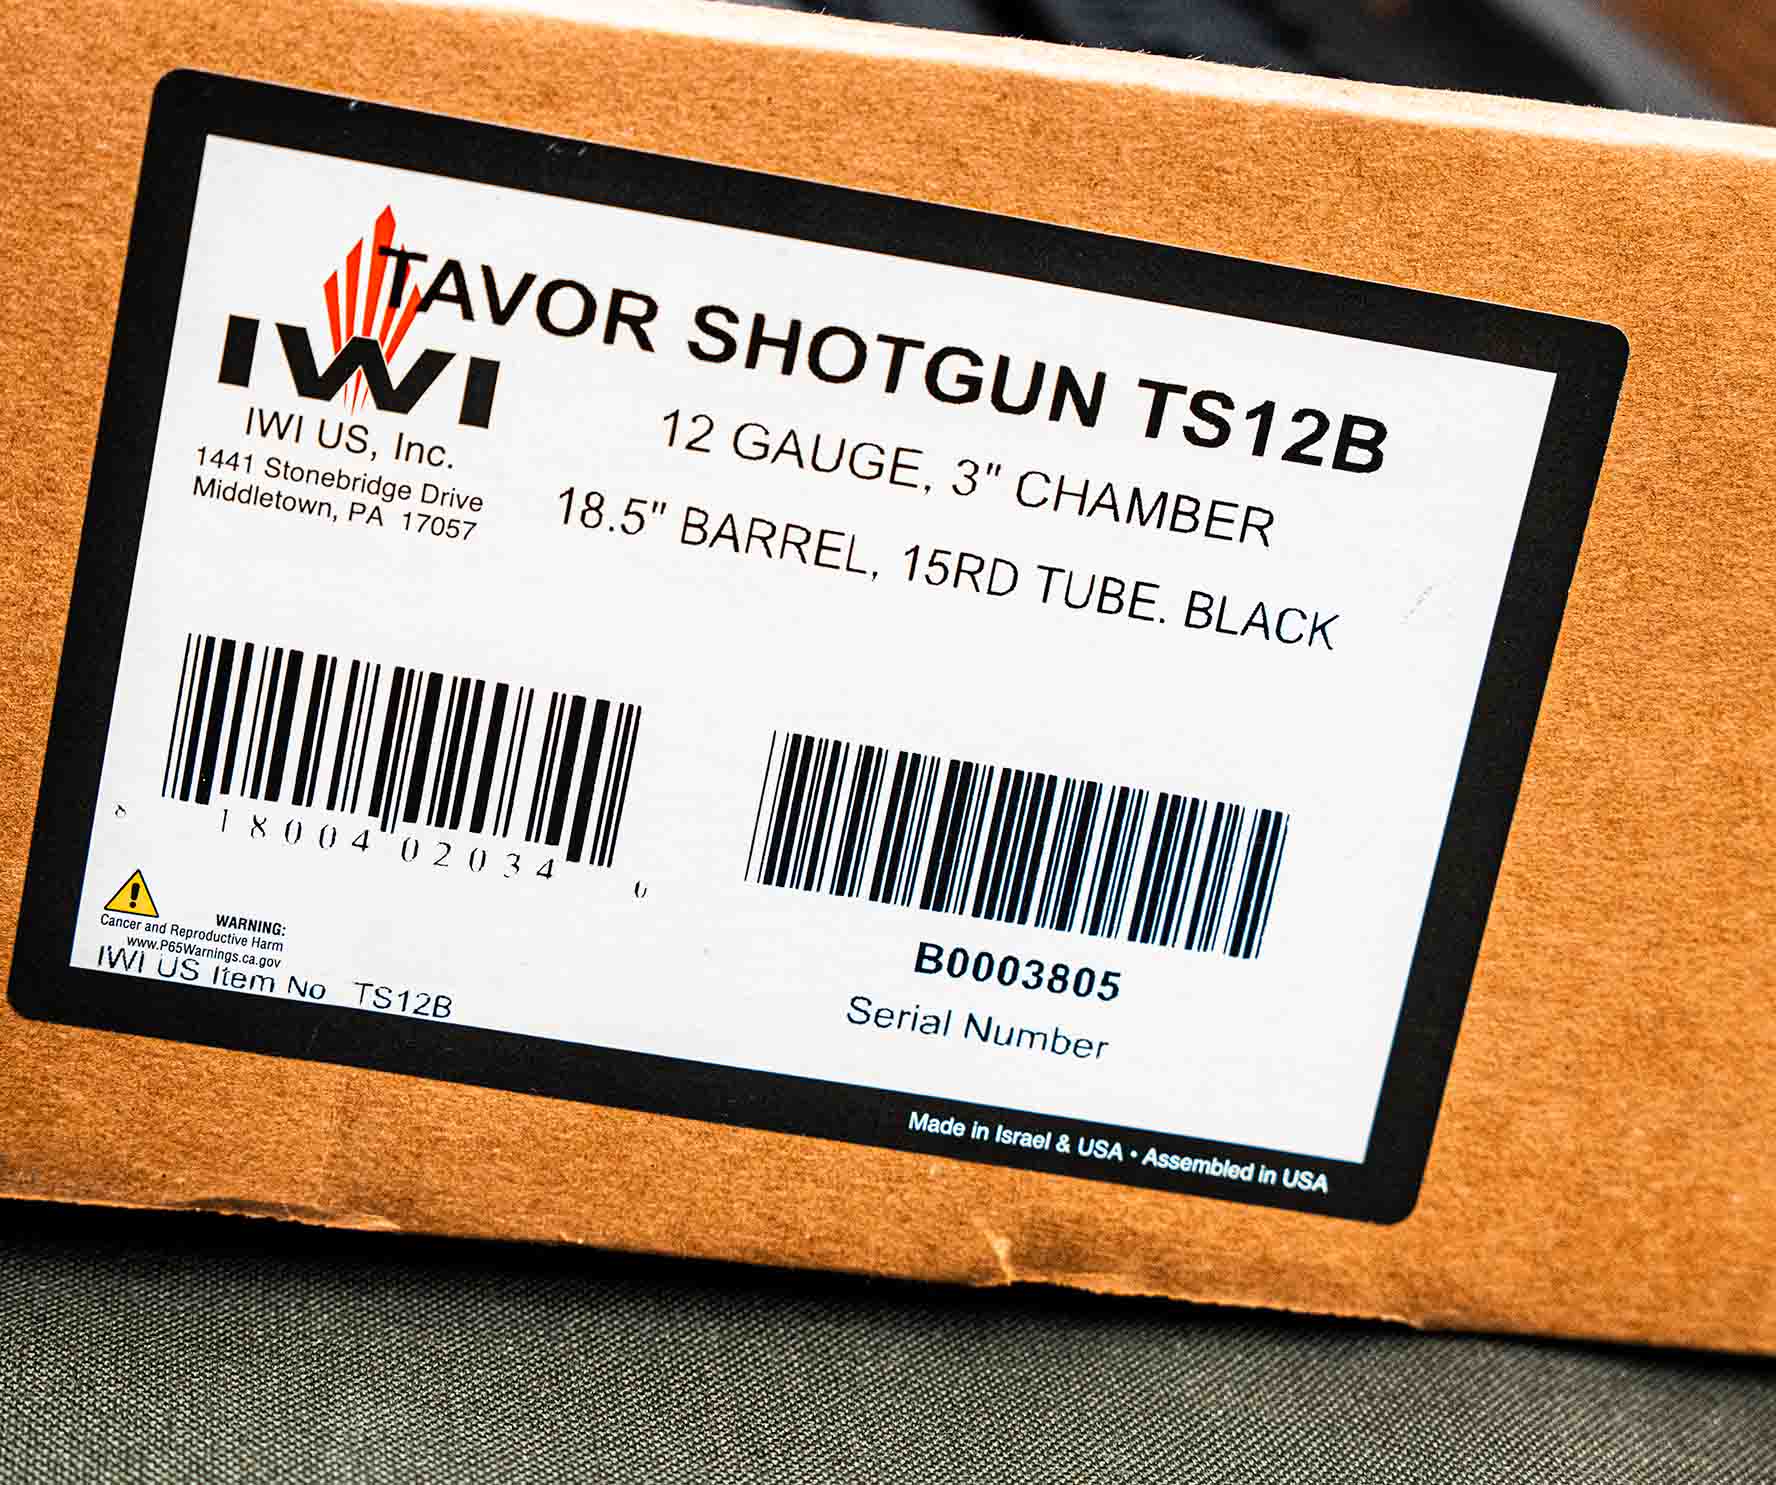 TAVOR SHOTGUN TS12B
12 GAUGE, 3" CHAMBER
18.5" BARREL, 15RD TUBE. BLACK
IWI
IWI US, Inc.
1441 Stonebridge Drive
Middletown, PA 17057
8 18004 02034 6
WARNING:
Cancer and Reproductive Harm
www.P65Warnings.ca.gov
IWI US Item No TS12B
B0003805
Serial Number
Made in Israel & USA • Assembled in USA